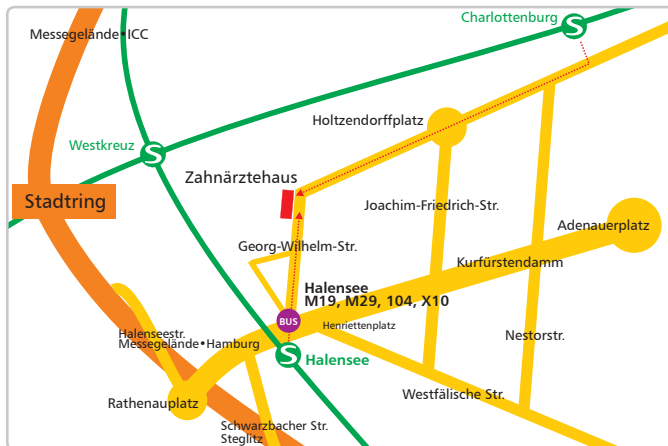 Charlottenburg
S
Messegelände•ICC
Holtzendorffplatz
Westkreuz
S
Zahnärztehaus
Stadtring
Joachim-Friedrich-Str.
Adenauerplatz
Georg-Wilhelm-Str.
Kurfürstendamm
Halensee
M19, M29, 104, X10
BUS
Henriettenplatz
Halenseestr.
Messegelände•Hamburg
Nestorstr.
S
Halensee
Westfälische Str.
Rathenauplatz
Schwarzbacher Str.
Steglitz